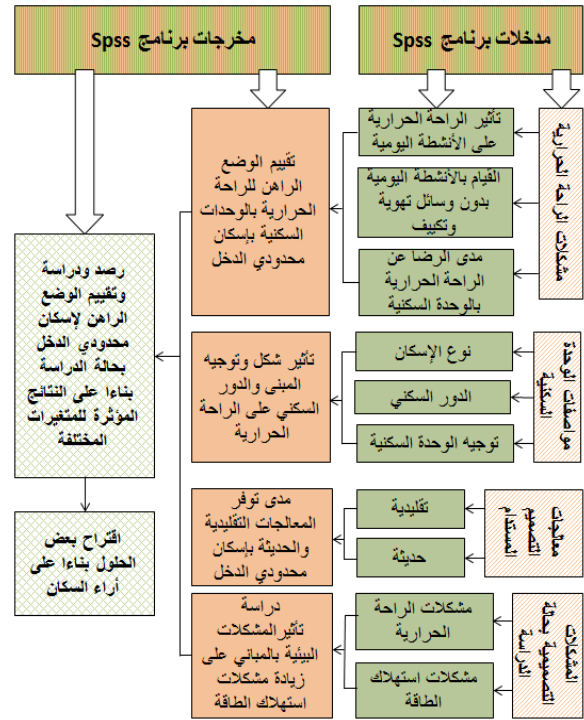 مدخلات برنامج Spss
مخرجات برنامج Spss
مشكلات الراحة
الحرارية
تأثير الراحة الحرارية
على الأنشطة اليومية
القيام بالأنشطة اليومية
بدون وسائل تهوية
وتكييف
مدى الرضا عن
الراحة الحرارية
بالوحدة السكنية
تقييم الوضع
الراهن للراحة
الحرارية بالوحدات
السكنية بإسكان
محدودي الدخل
مواصفات الوحدة
السكنية
نوع الإسكان
الدور السكني
توجيه الوحدة السكنية
تأثير شكل وتوجيه
المبنى والدور
السكني على الراحة
الحرارية
معالجات
التصميم
المستدام
تقليدية
حديثة
مدى توفر
المعالجات التقليدية
والحديثة بإسكان
محدودي الدخل
المشكلات
التصميمية بحالة
الدراسة
مشكلات الراحة
الحرارية
مشكلات استهلاك
الطاقة
دراسة
تأثيرالمشكلات
البيئية بالمباني على
زيادة مشكلات
استهلاك الطاقة
رصد ودراسة
وتقييم الوضع
الراهن لإسكان
محدودي الدخل
بحالة الدراسة
بناءا على النتائج
المؤثرة للمتغيرات
المختلفة
اقتراح بعض
الحلول بناءا على
أراء السكان